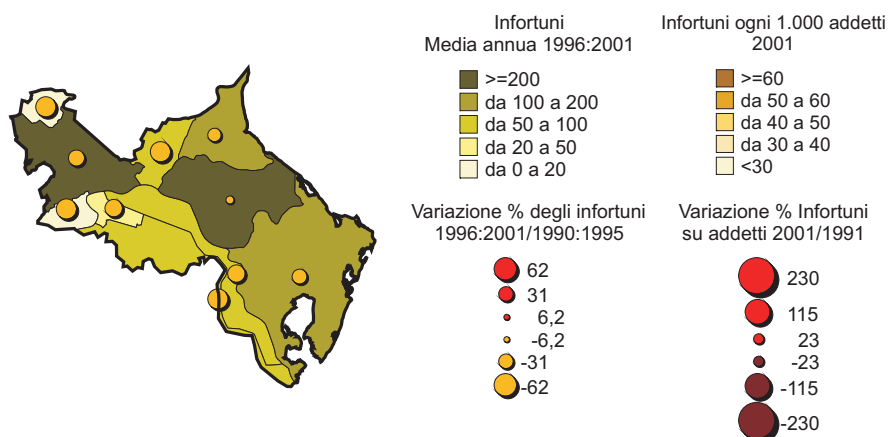 Infortuni
Media annua 1996:2001
>=200
da 100 a 200
da 50 a 100
da 20 a 50
da 0 a 20
Infortuni ogni 1.000 addetti
2001
>=60
da 50 a 60
da 40 a 50
da 30 a 40
<30
Variazione % degli infortuni
1996:2001/1990:1995
62
31
6,2
-6,2
-31
-62
Variazione % Infortuni
su addetti 2001/1991
230
115
23
-23
-115
-230